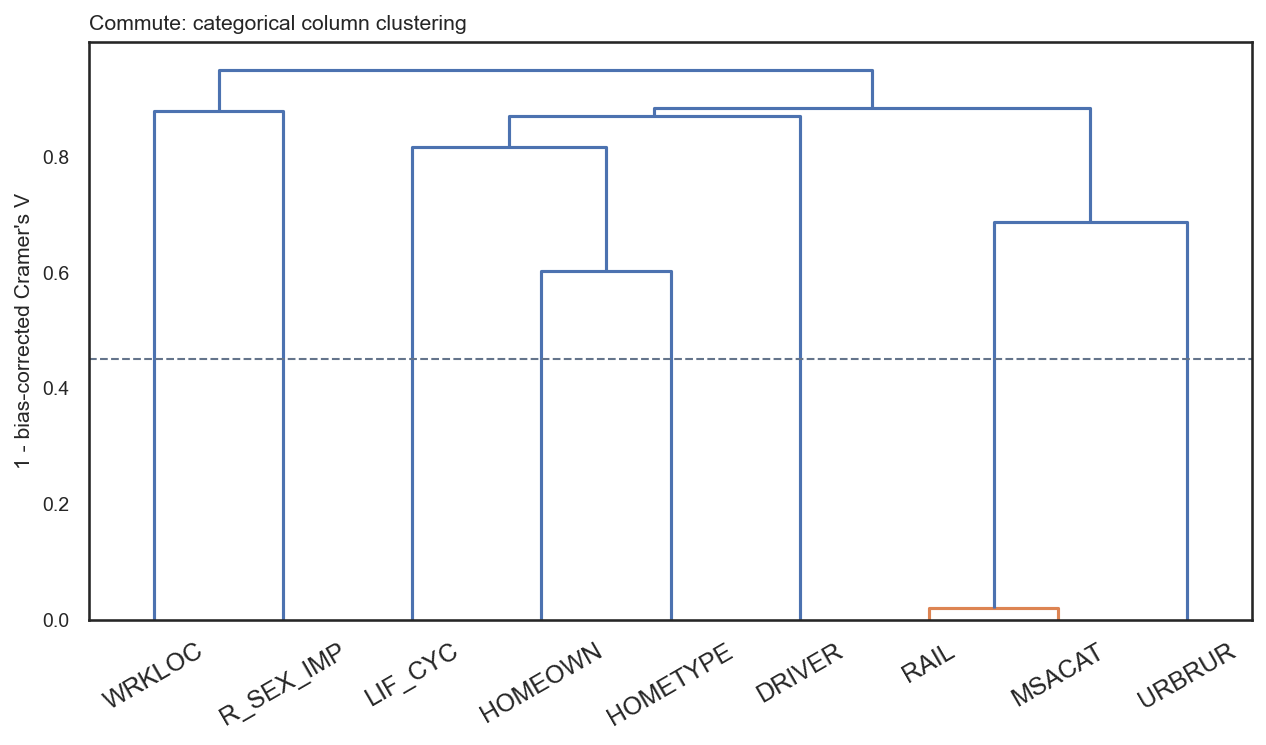 Commute: categorical column clustering
1 - bias-corrected Cramer's V
0.8
0.6
0.4
0.2
0.0
WRKLOC
R_SEX_IMP
LIF_CYC
HOMEOWN
HOMETYPE
DRIVER
RAIL
MSACAT
URBRUR